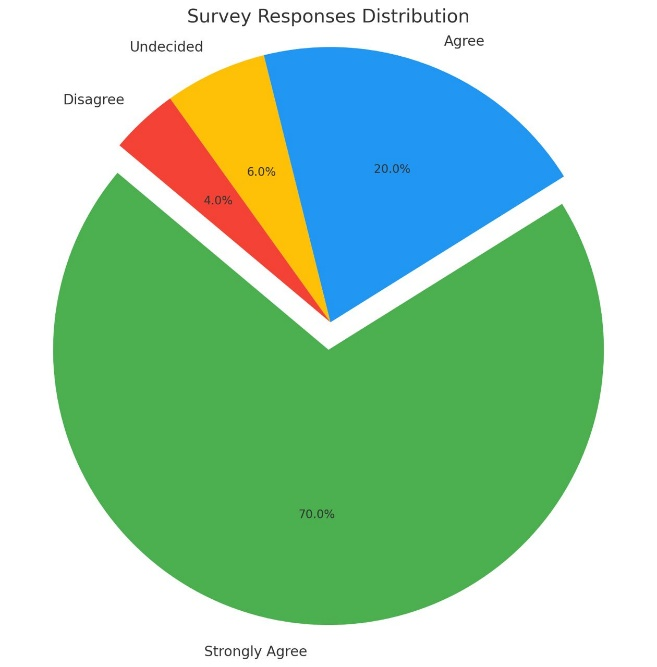 Survey Responses Distribution
Undecided
Agree
Disagree
20.0%
6.0%
4.0%
70.0%
Strongly Agree